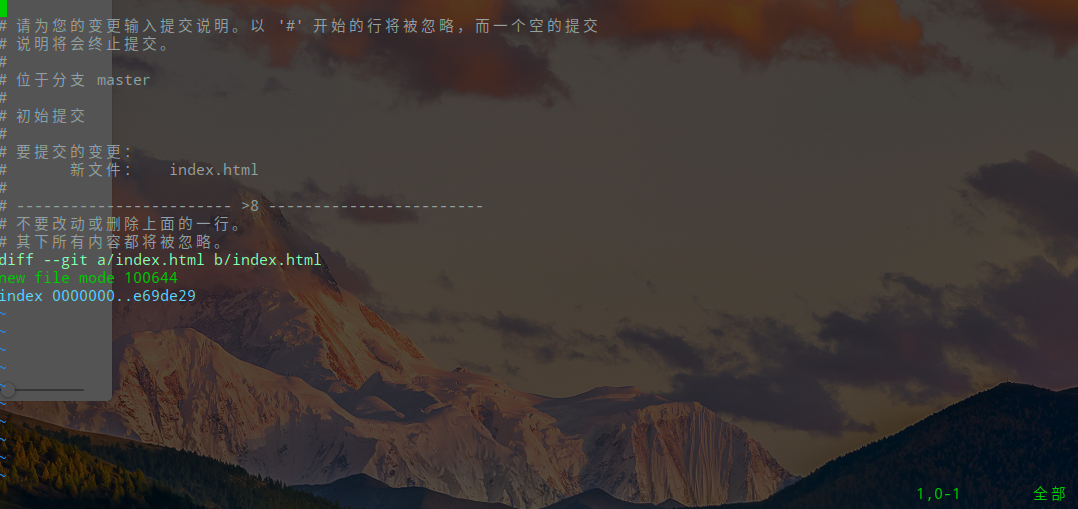 # 请为您的变更输入提交说明。以 '#' 开始的行将被忽略，而一个空的提交
# 说明将会终止提交。
#
# 位于分支 master
#
# 初始提交
#
# 要提交的变更：
#       新文件：    index.html
#
# ------------------------ >8 ------------------------
# 不要改动或删除上面的一行。
# 其下所有内容都将被忽略。
diff --git a/index.html b/index.html
new file mode 100644
index 0000000..e69de29
~
~
~
~
~
~
~
~
~
~
1,0-1        全部